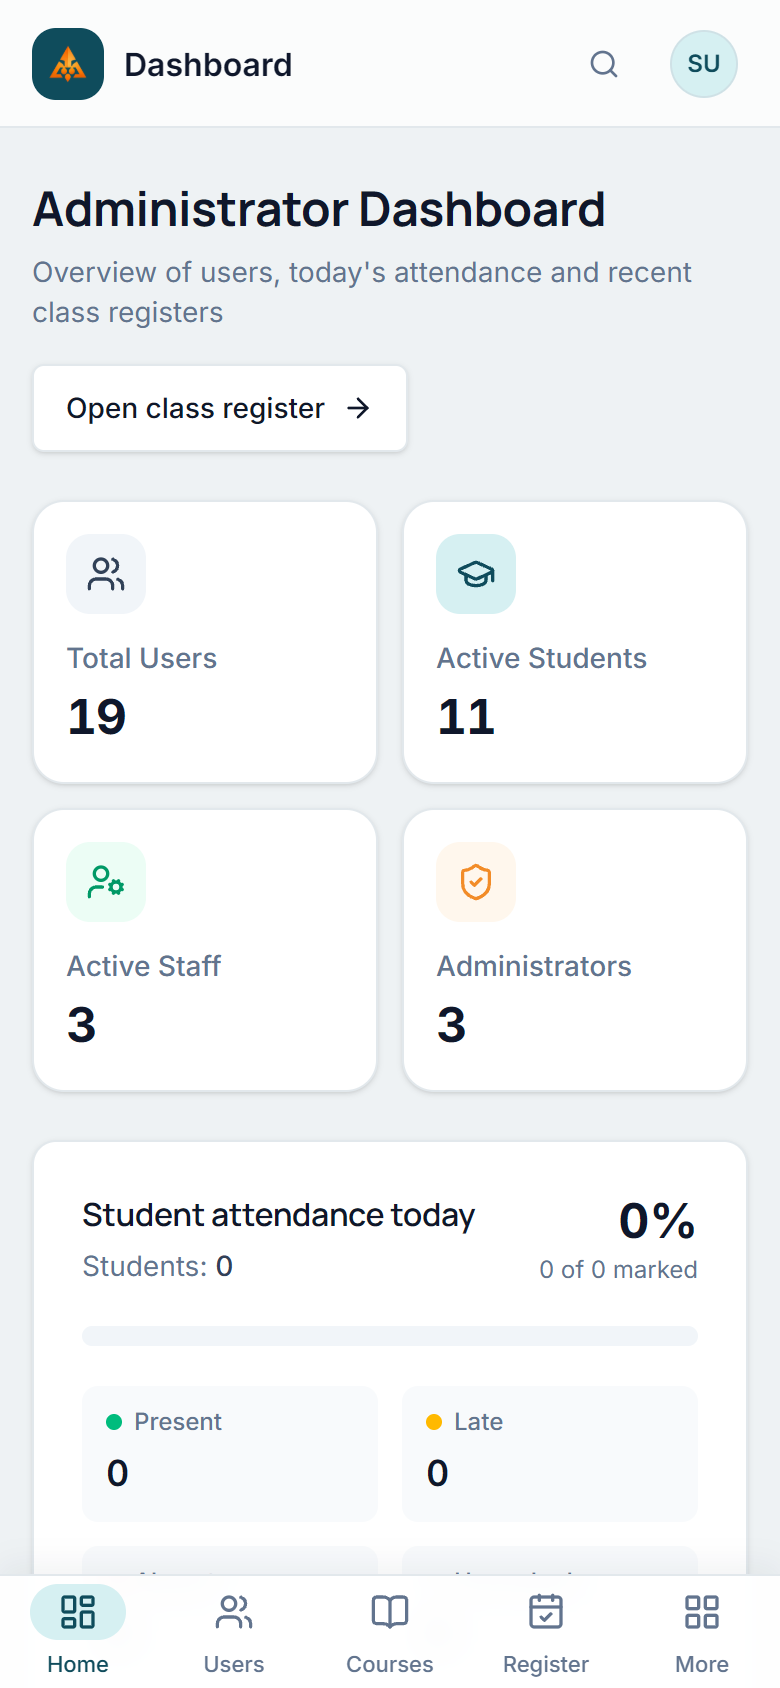 Dashboard
SU
Administrator Dashboard
Overview of users, today's attendance and recent
class registers
Open class register
Total Users
19
Active Students
11
Active Staff
3
Administrators
3
Student attendance today
0%
Students: 0
0 of 0 marked
Present
0
Late
0
Home
Users
Courses
Register
More